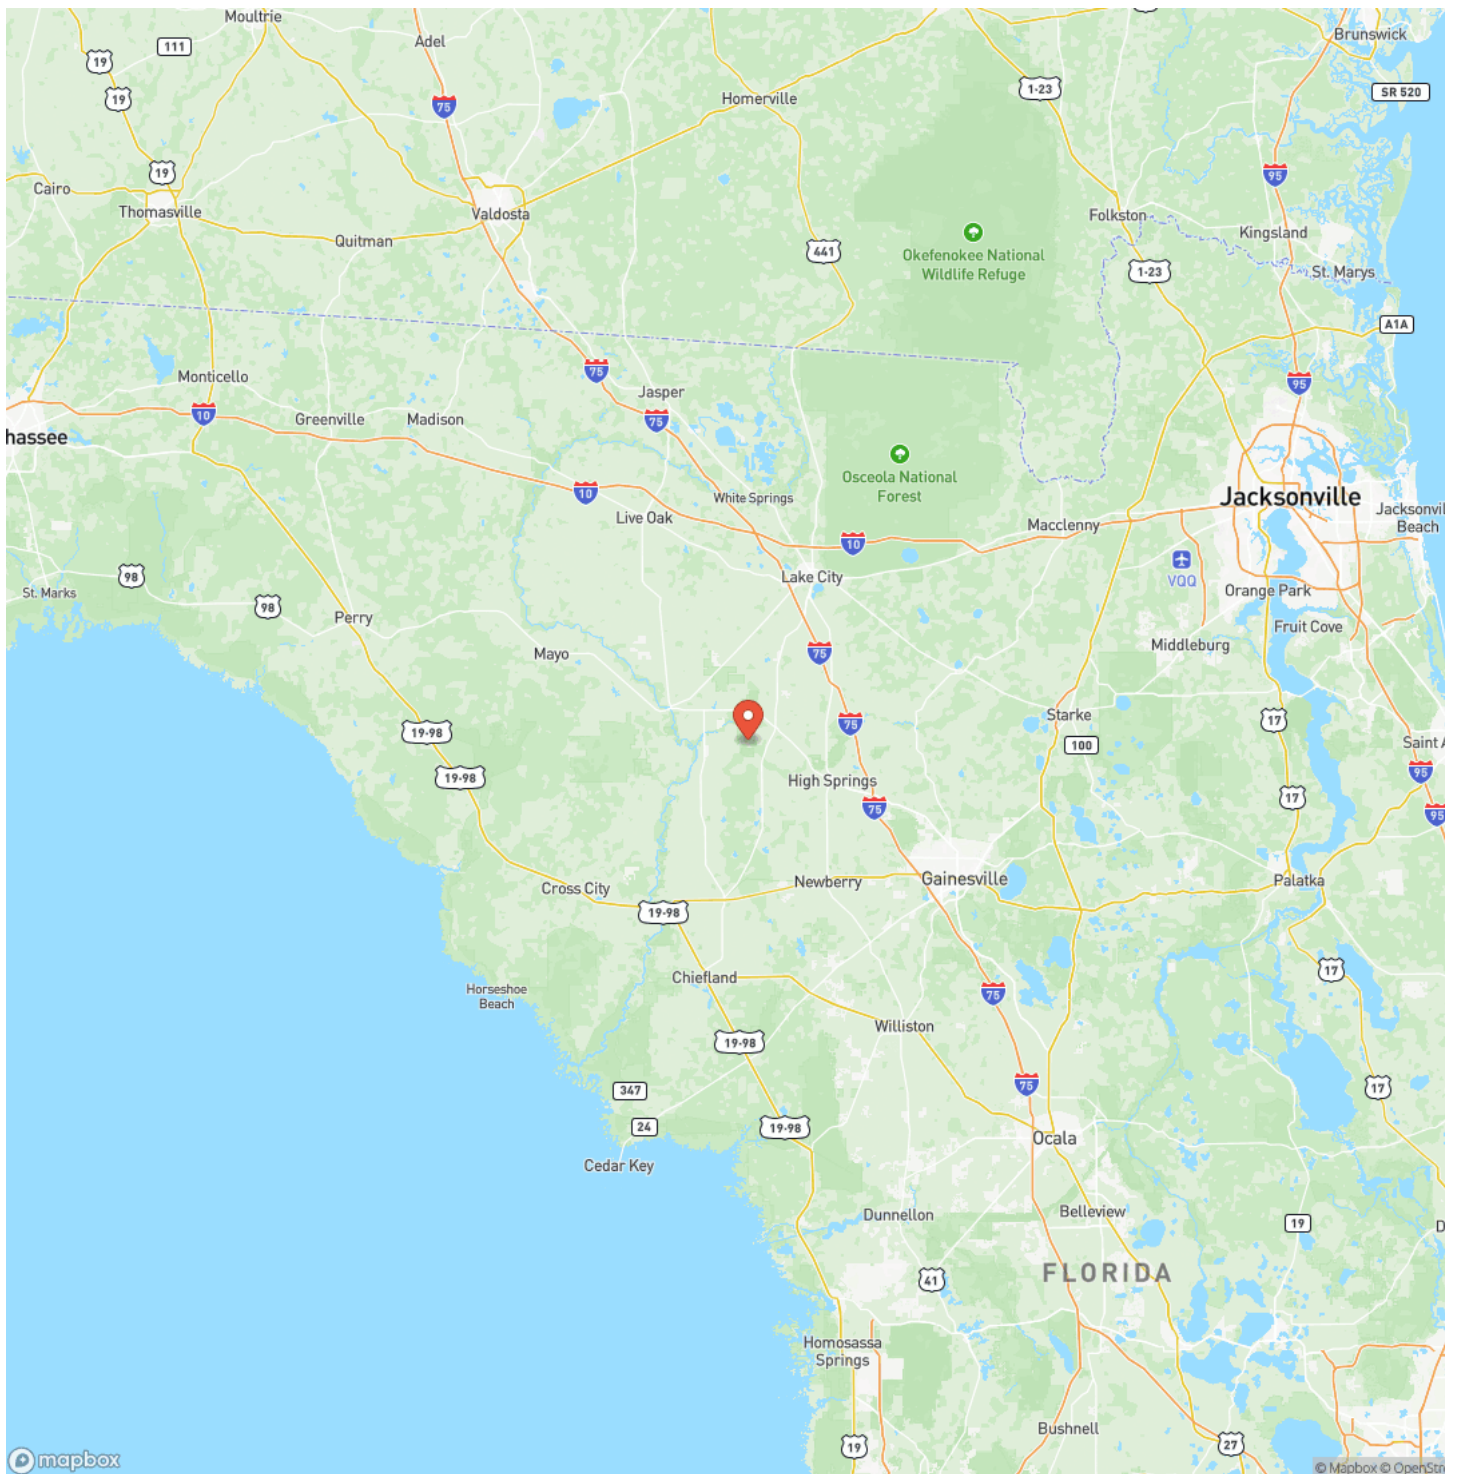 Moultrie
Adel
Brunswick
111
19
19
75
Homerville
1-23
SR 520
19
95
Cairo
Thomasville
Valdosta
Quitman
Folkston
Kingsland
441
Okefenokee National
Wildlife Refuge
1-23
St. Marys
A1A
75
95
Monticello
Jasper
10
Greenville
Madison
75
hassee
Osceola National
Forest
10
White Springs
Jacksonville
Live Oak
Macclenny
Jacksonvil
Beach
10
VQQ
98
Lake City
St. Marks
98
Orange Park
Perry
Fruit Cove
Mayo
75
Middleburg
19-98
75
Starke
17
100
Saint A
19-98
High Springs
95
17
75
95
Cross City
Newberry
Gainesville
Palatka
19-98
Chiefland
17
Horseshoe
Beach
75
Williston
19-98
347
75
17
24
19-98
Ocala
Cedar Key
Dunnellon
Belleview
19
D
FLORIDA
41
Homosassa
Springs
Bushnell
19
27
mapbox
© Mapbox © OpenStre